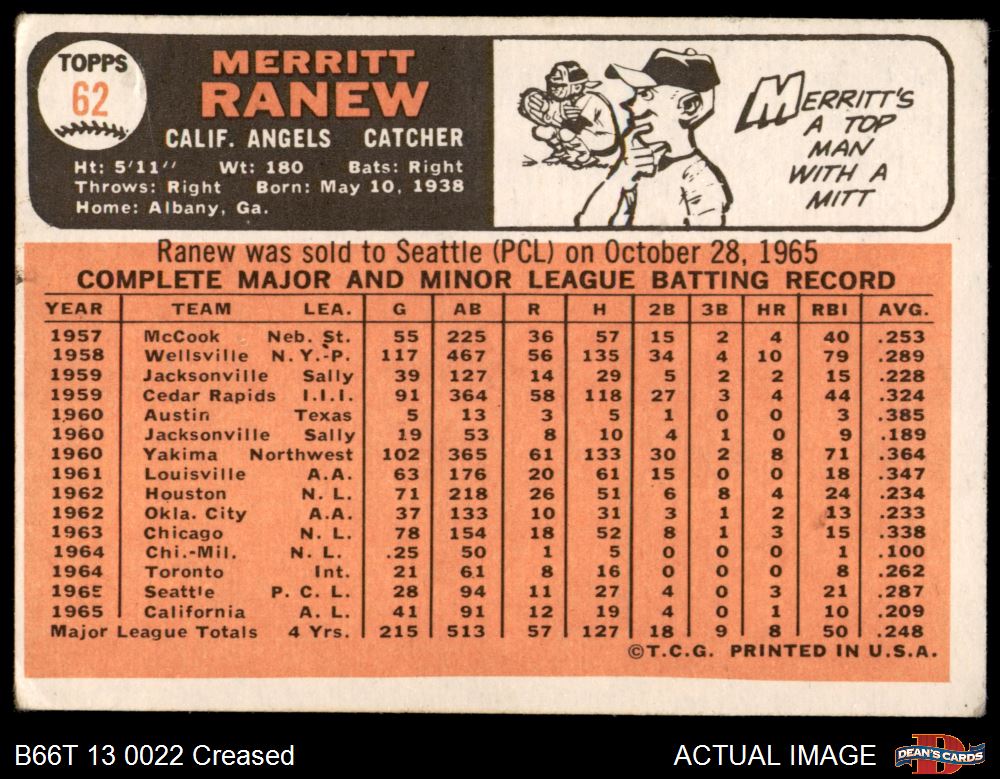 TOPPS
62
MERRITT
RANEW
CALIF. ANGELS CATCHER
Ht: 5'11" Wt: 180 Bats: Right
Throws: Right Born: May 10, 1938
Home: Albany, Ga.
MERRITT'S
A TOP
MAN
WITH A
MITT
Ranew was sold to Seattle (PCL) on October 28, 1965
COMPLETE MAJOR AND MINOR LEAGUE BATTING RECORD
YEAR TEAM LEA. G AB R H 2B 3B HR RBI AVG.
1957 McCook Neb. St. 55 225 36 57 15 2 4 40 .253
1958 Wellsville N.Y.-P. 117 467 56 135 34 4 10 79 .289
1959 Jacksonville Sally 39 127 14 29 5 2 2 15 .228
1959 Cedar Rapids I.I.I. 91 364 58 118 27 3 4 44 .324
1960 Austin Texas 5 13 3 5 1 0 0 3 .385
1960 Jacksonville Sally 19 53 8 10 4 1 0 9 .189
1960 Yakima Northwest 102 365 61 133 30 2 8 71 .364
1961 Louisville A.A. 63 176 20 61 15 0 0 18 .347
1962 Houston N. L. 71 218 26 51 6 8 4 24 .234
1962 Okla. City A.A. 37 133 10 31 3 1 2 13 .233
1963 Chicago N. L. 78 154 18 52 8 1 3 15 .338
1964 Chi.-Mil. N. L. .25 50 1 5 0 0 0 1 .100
1964 Toronto Int. 21 61 8 16 0 0 0 8 .262
1965 Seattle P. C. L. 28 94 11 27 4 0 3 21 .287
1965 California A. L. 41 91 12 19 4 0 1 10 .209
Major League Totals 4 Yrs. 215 513 57 127 18 9 8 50 .248
©T.C.G. PRINTED IN U.S.A.
B66T 13 0022 Creased
ACTUAL IMAGE
DEAN'S CARDS